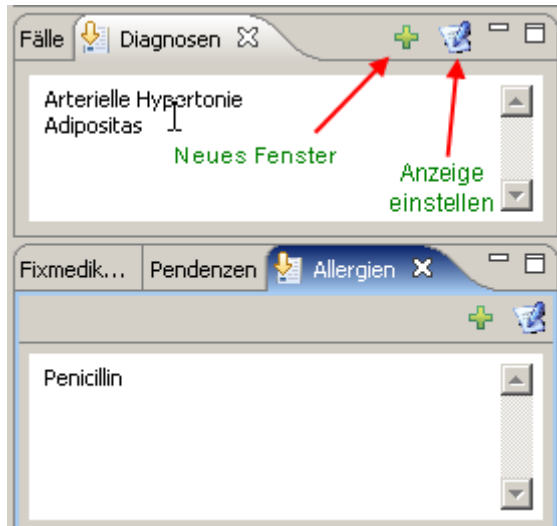 Fälle Diagnosen
Arterielle Hypertonie
Adipositas
Neues Fenster
Anzeige
einstellen
Fixmedik... Pendenzen Allergien
Penicillin